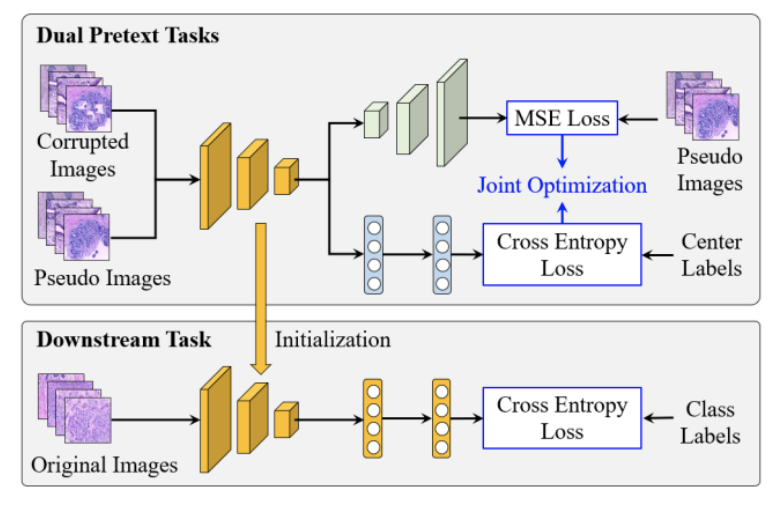 Dual Pretext Tasks
Corrupted
Images
Pseudo Images
MSE Loss
Pseudo
Images
Joint Optimization
Cross Entropy
Loss
Center
Labels
Downstream Task
Initialization
Original Images
Cross Entropy
Loss
Class
Labels